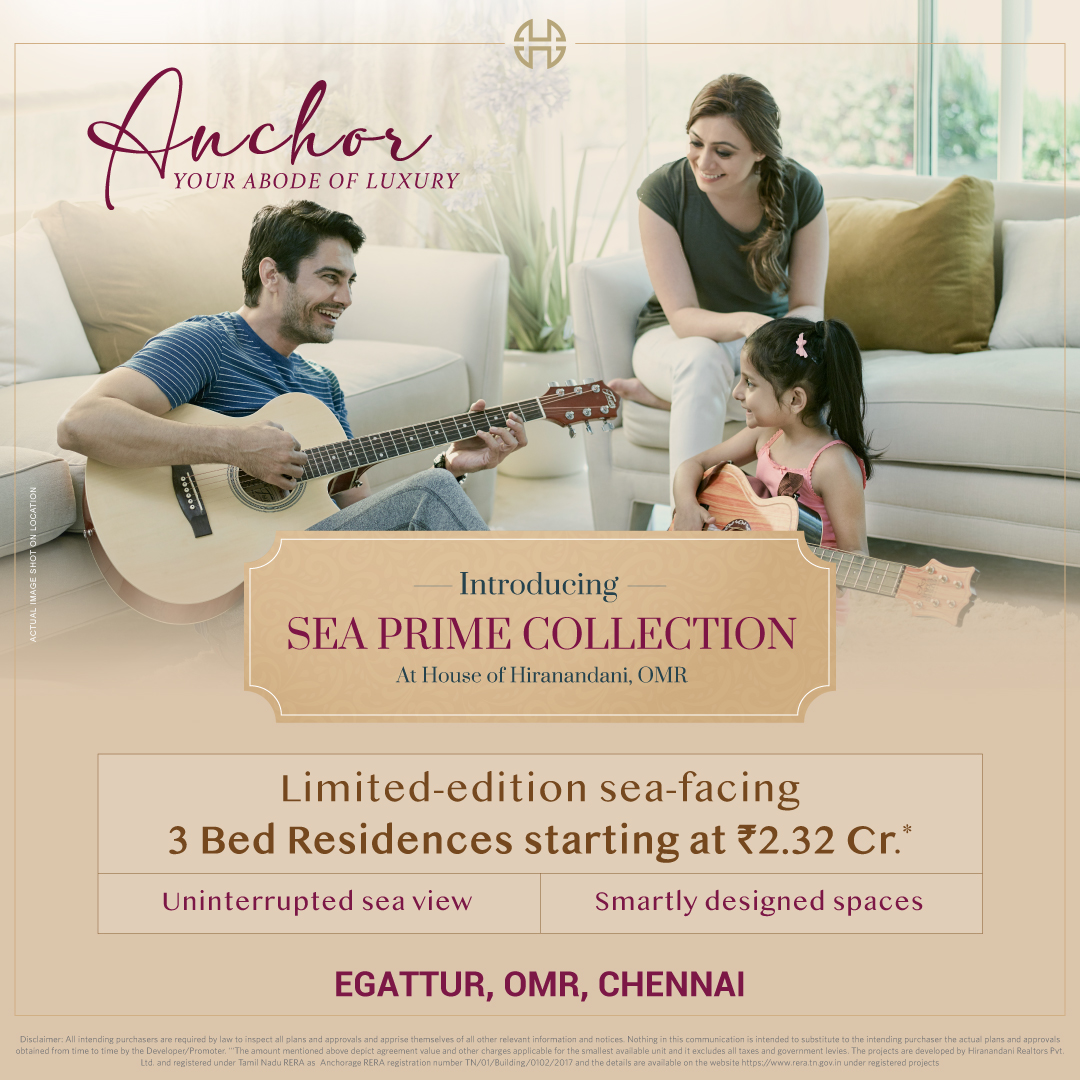 Anchor
YOUR ABODE OF LUXURY
ACTUAL IMAGE SHOT ON LOCATION
Introducing
SEA PRIME COLLECTION
At House of Hiranandani, OMR
Limited-edition sea-facing
3 Bed Residences starting at ₹2.32 Cr.*
Uninterrupted sea view
Smartly designed spaces
EGATTUR, OMR, CHENNAI
Disclaimer: All intending purchasers are required by law to inspect all plans and approvals and apprise themselves of all other relevant information and notices. Nothing in this communication is intended to substitute to the intending purchaser the actual plans and approvals
obtained from time to time by the Developer/Promoter. '"The amount mentioned above depict agreement value and other charges applicable for the smallest available unit and it excludes all taxes and government levies. The projects are developed by Hiranandani Realtors Pvt.
Ltd. and registered under Tamil Nadu RERA as Anchorage RERA registration number TN/01/Building/0102/2017 and the details are available on the website https://www.rera.tn.gov.in under registered projects